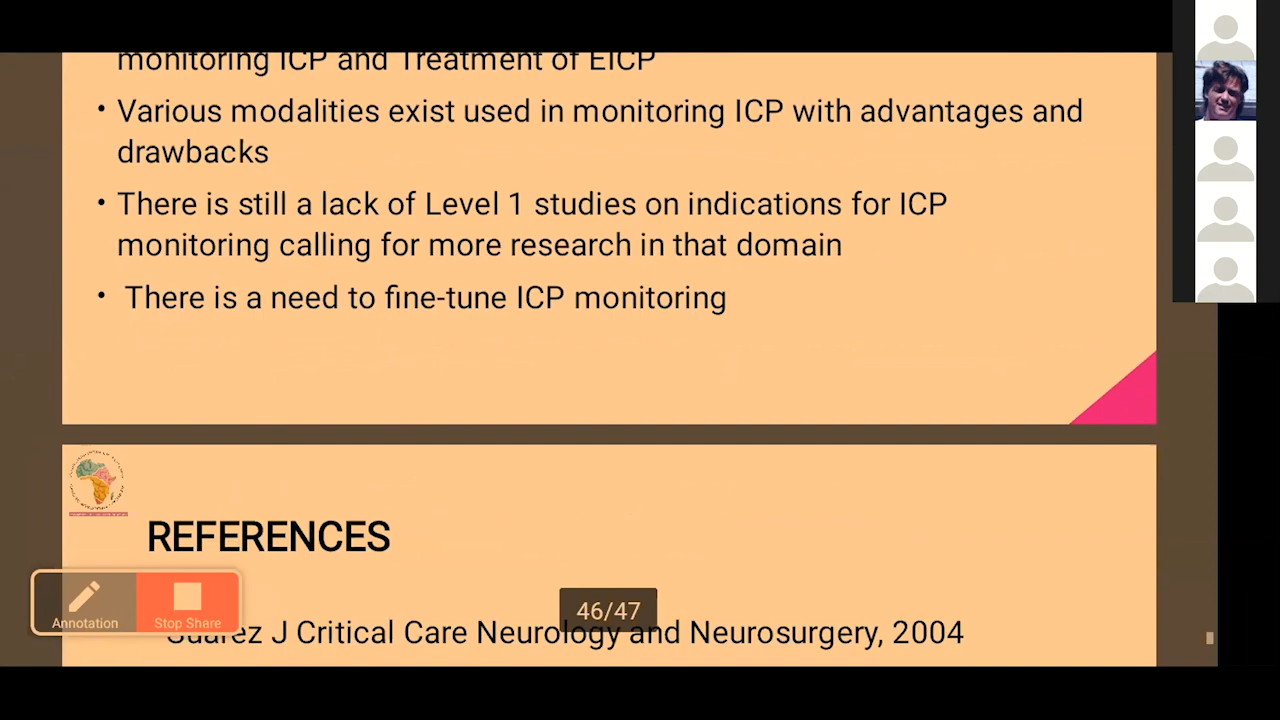 monitoring ICP and Treatment of EICP
• Various modalities exist used in monitoring ICP with advantages and
drawbacks
• There is still a lack of Level 1 studies on indications for ICP
monitoring calling for more research in that domain
• There is a need to fine-tune ICP monitoring
REFERENCES
Annotation
Stop Share
46/47
Suarez J Critical Care Neurology and Neurosurgery, 2004